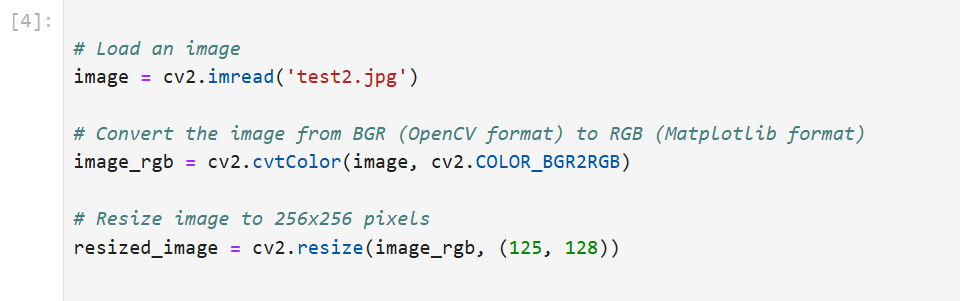 [4]:
# Load an image
image = cv2.imread('test2.jpg')
# Convert the image from BGR (OpenCV format) to RGB (Matplotlib format)
image_rgb = cv2.cvtColor(image, cv2.COLOR_BGR2RGB)
# Resize image to 256x256 pixels
resized_image = cv2.resize(image_rgb, (125, 128))